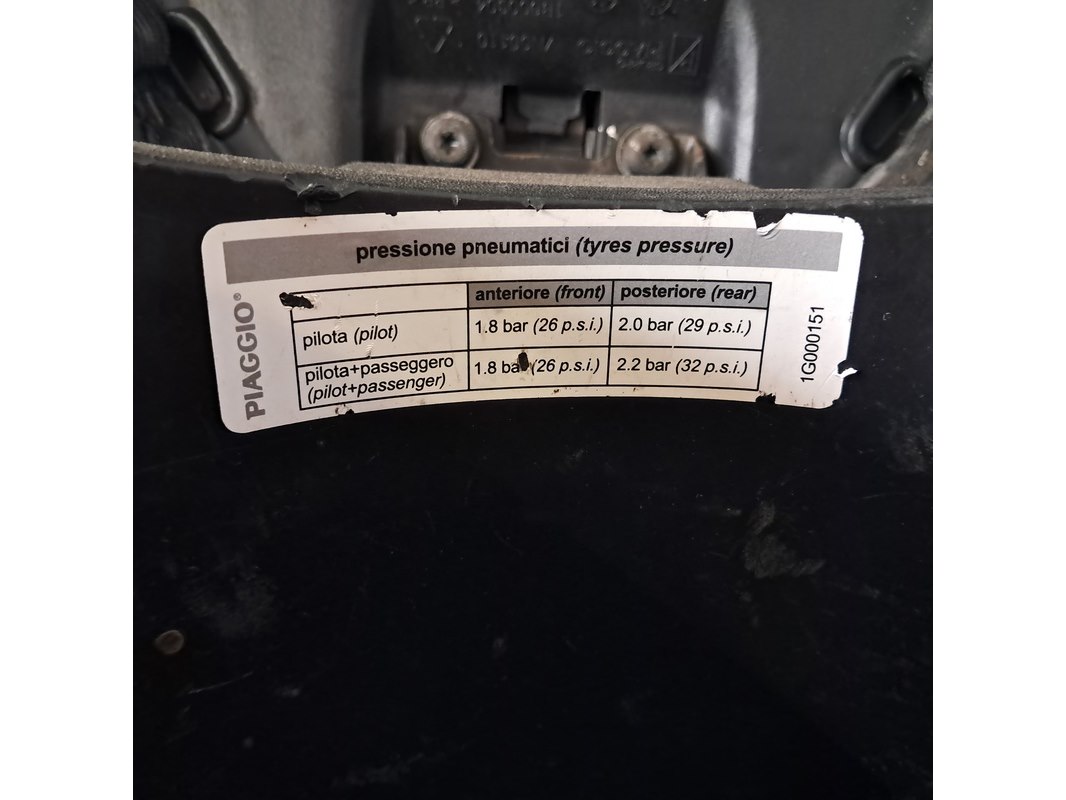 pressione pneumatici (tyres pressure)
anteriore (front) posteriore (rear)
pilota (pilot) 1.8 bar (26 p.s.i.) 2.0 bar (29 p.s.i.)
pilota+passeggero
(pilot+passenger) 1.8 bar (26 p.s.i.) 2.2 bar (32 p.s.i.)
PIAGGIO®
1G000151